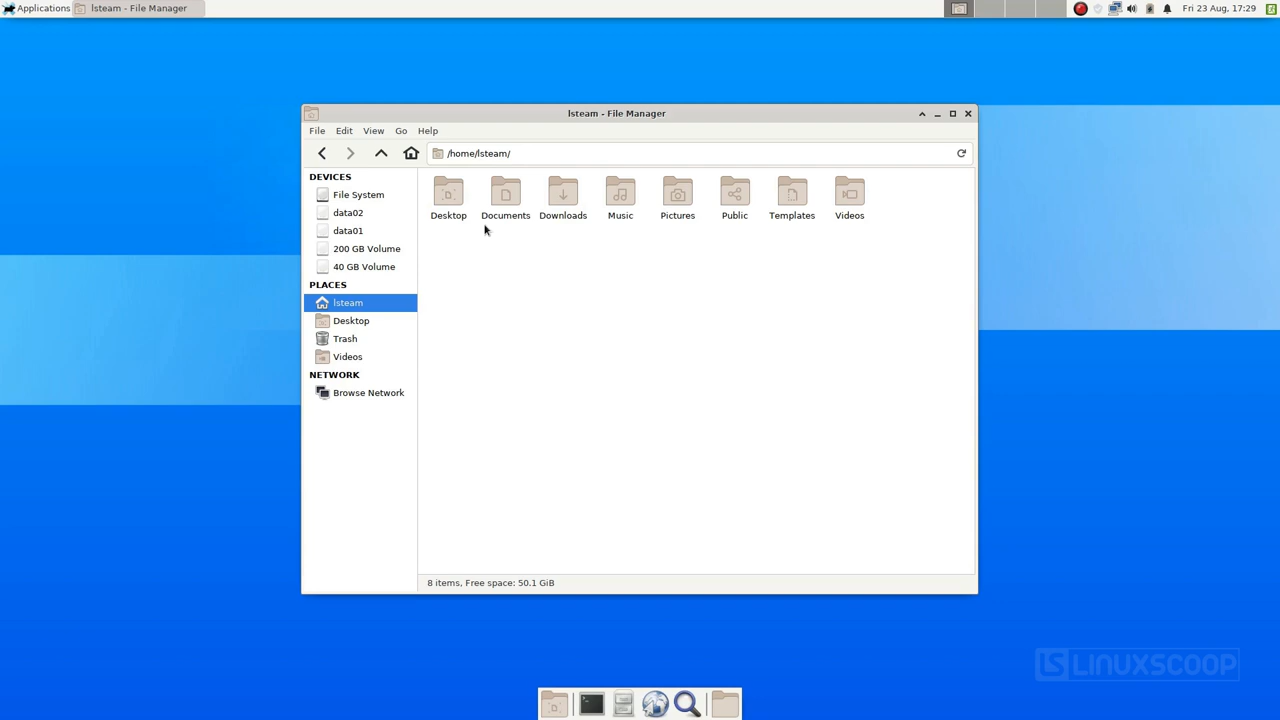 Applications
lsteam - File Manager
Fri 23 Aug, 17:29
lsteam - File Manager
File Edit View Go Help
/home/lsteam/
DEVICES
File System
data02
data01
200 GB Volume
40 GB Volume
PLACES
lsteam
Desktop
Trash
Videos
NETWORK
Browse Network
Desktop Documents Downloads Music Pictures Public Templates Videos
8 items, Free space: 50.1 GiB
LS LINUXSCOOP